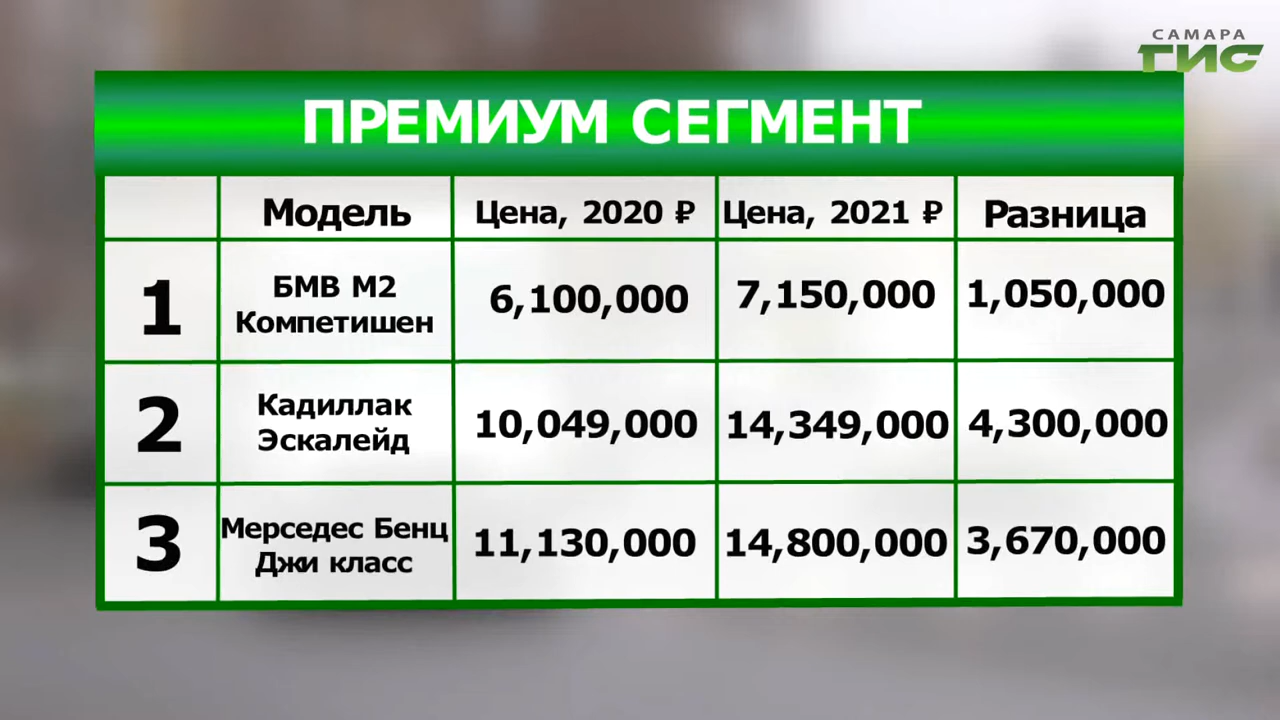 САМАРА
ГИС
ПРЕМИУМ СЕГМЕНТ
Модель Цена, 2020 ₽ Цена, 2021 ₽ Разница
1 БМВ М2 Компетишен 6,100,000 7,150,000 1,050,000
2 Кадиллак Эскалейд 10,049,000 14,349,000 4,300,000
3 Мерседес Бенц Джи класс 11,130,000 14,800,000 3,670,000